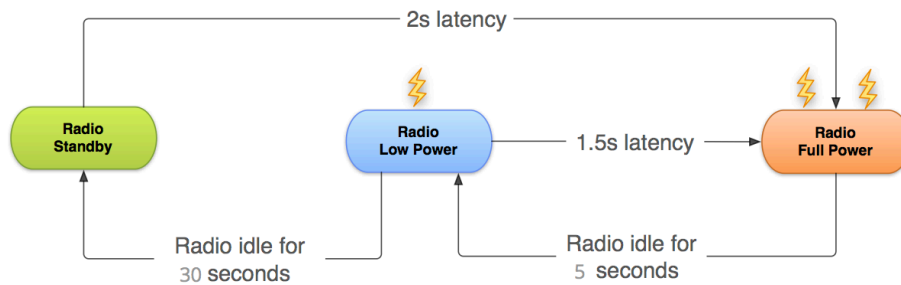 2s latency
Radio
Standby
Radio
Low Power
1.5s latency
Radio
Full Power
Radio idle for
30 seconds
Radio idle for
5 seconds